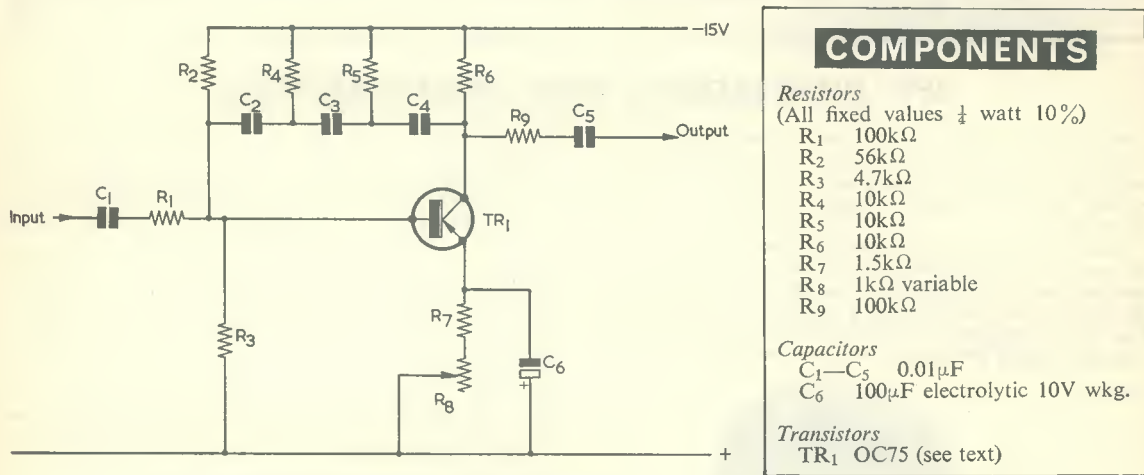 -15V
R2
R4
R5
R6
C2
C3
C4
R9
C5
Output
C1
R1
Input
TR1
R3
R7
C6
+
R8
+
COMPONENTS
Resistors
(All fixed values ¼ watt 10%)
R1 100kΩ
R2 56kΩ
R3 4.7kΩ
R4 10kΩ
R5 10kΩ
R6 10kΩ
R7 1.5kΩ
R8 1kΩ variable
R9 100kΩ
Capacitors
C1—C5 0.01μF
C6 100μF electrolytic 10V wkg.
Transistors
TR1 OC75 (see text)